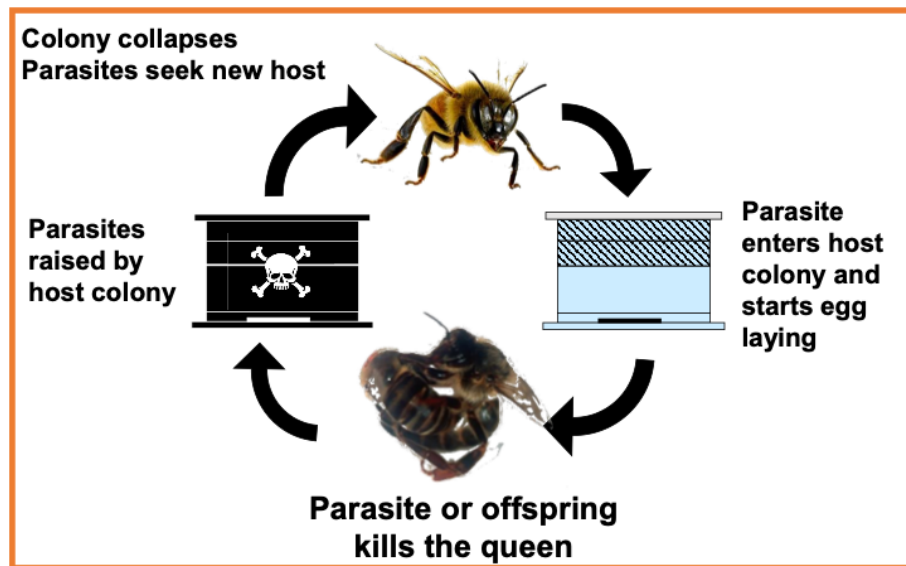 Colony collapses
Parasites seek new host
Parasite
enters host
colony and
starts egg
laying
Parasite or offspring
kills the queen
Parasites
raised by
host colony